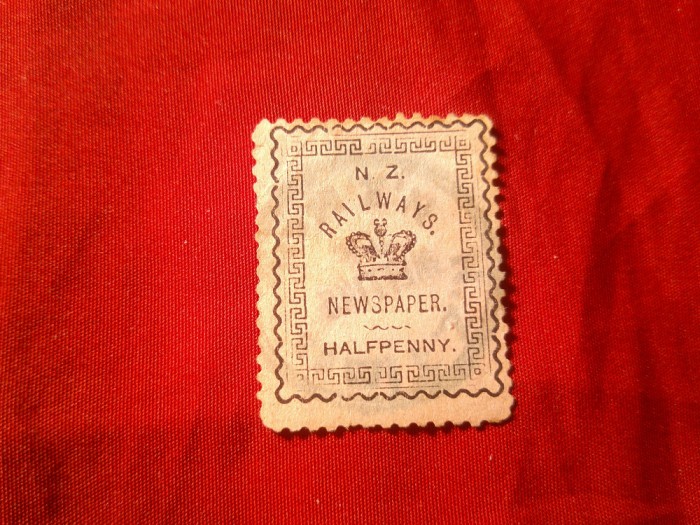 N. Z.
RAILWAYS.
NEWSPAPER.
HALFPENNY.